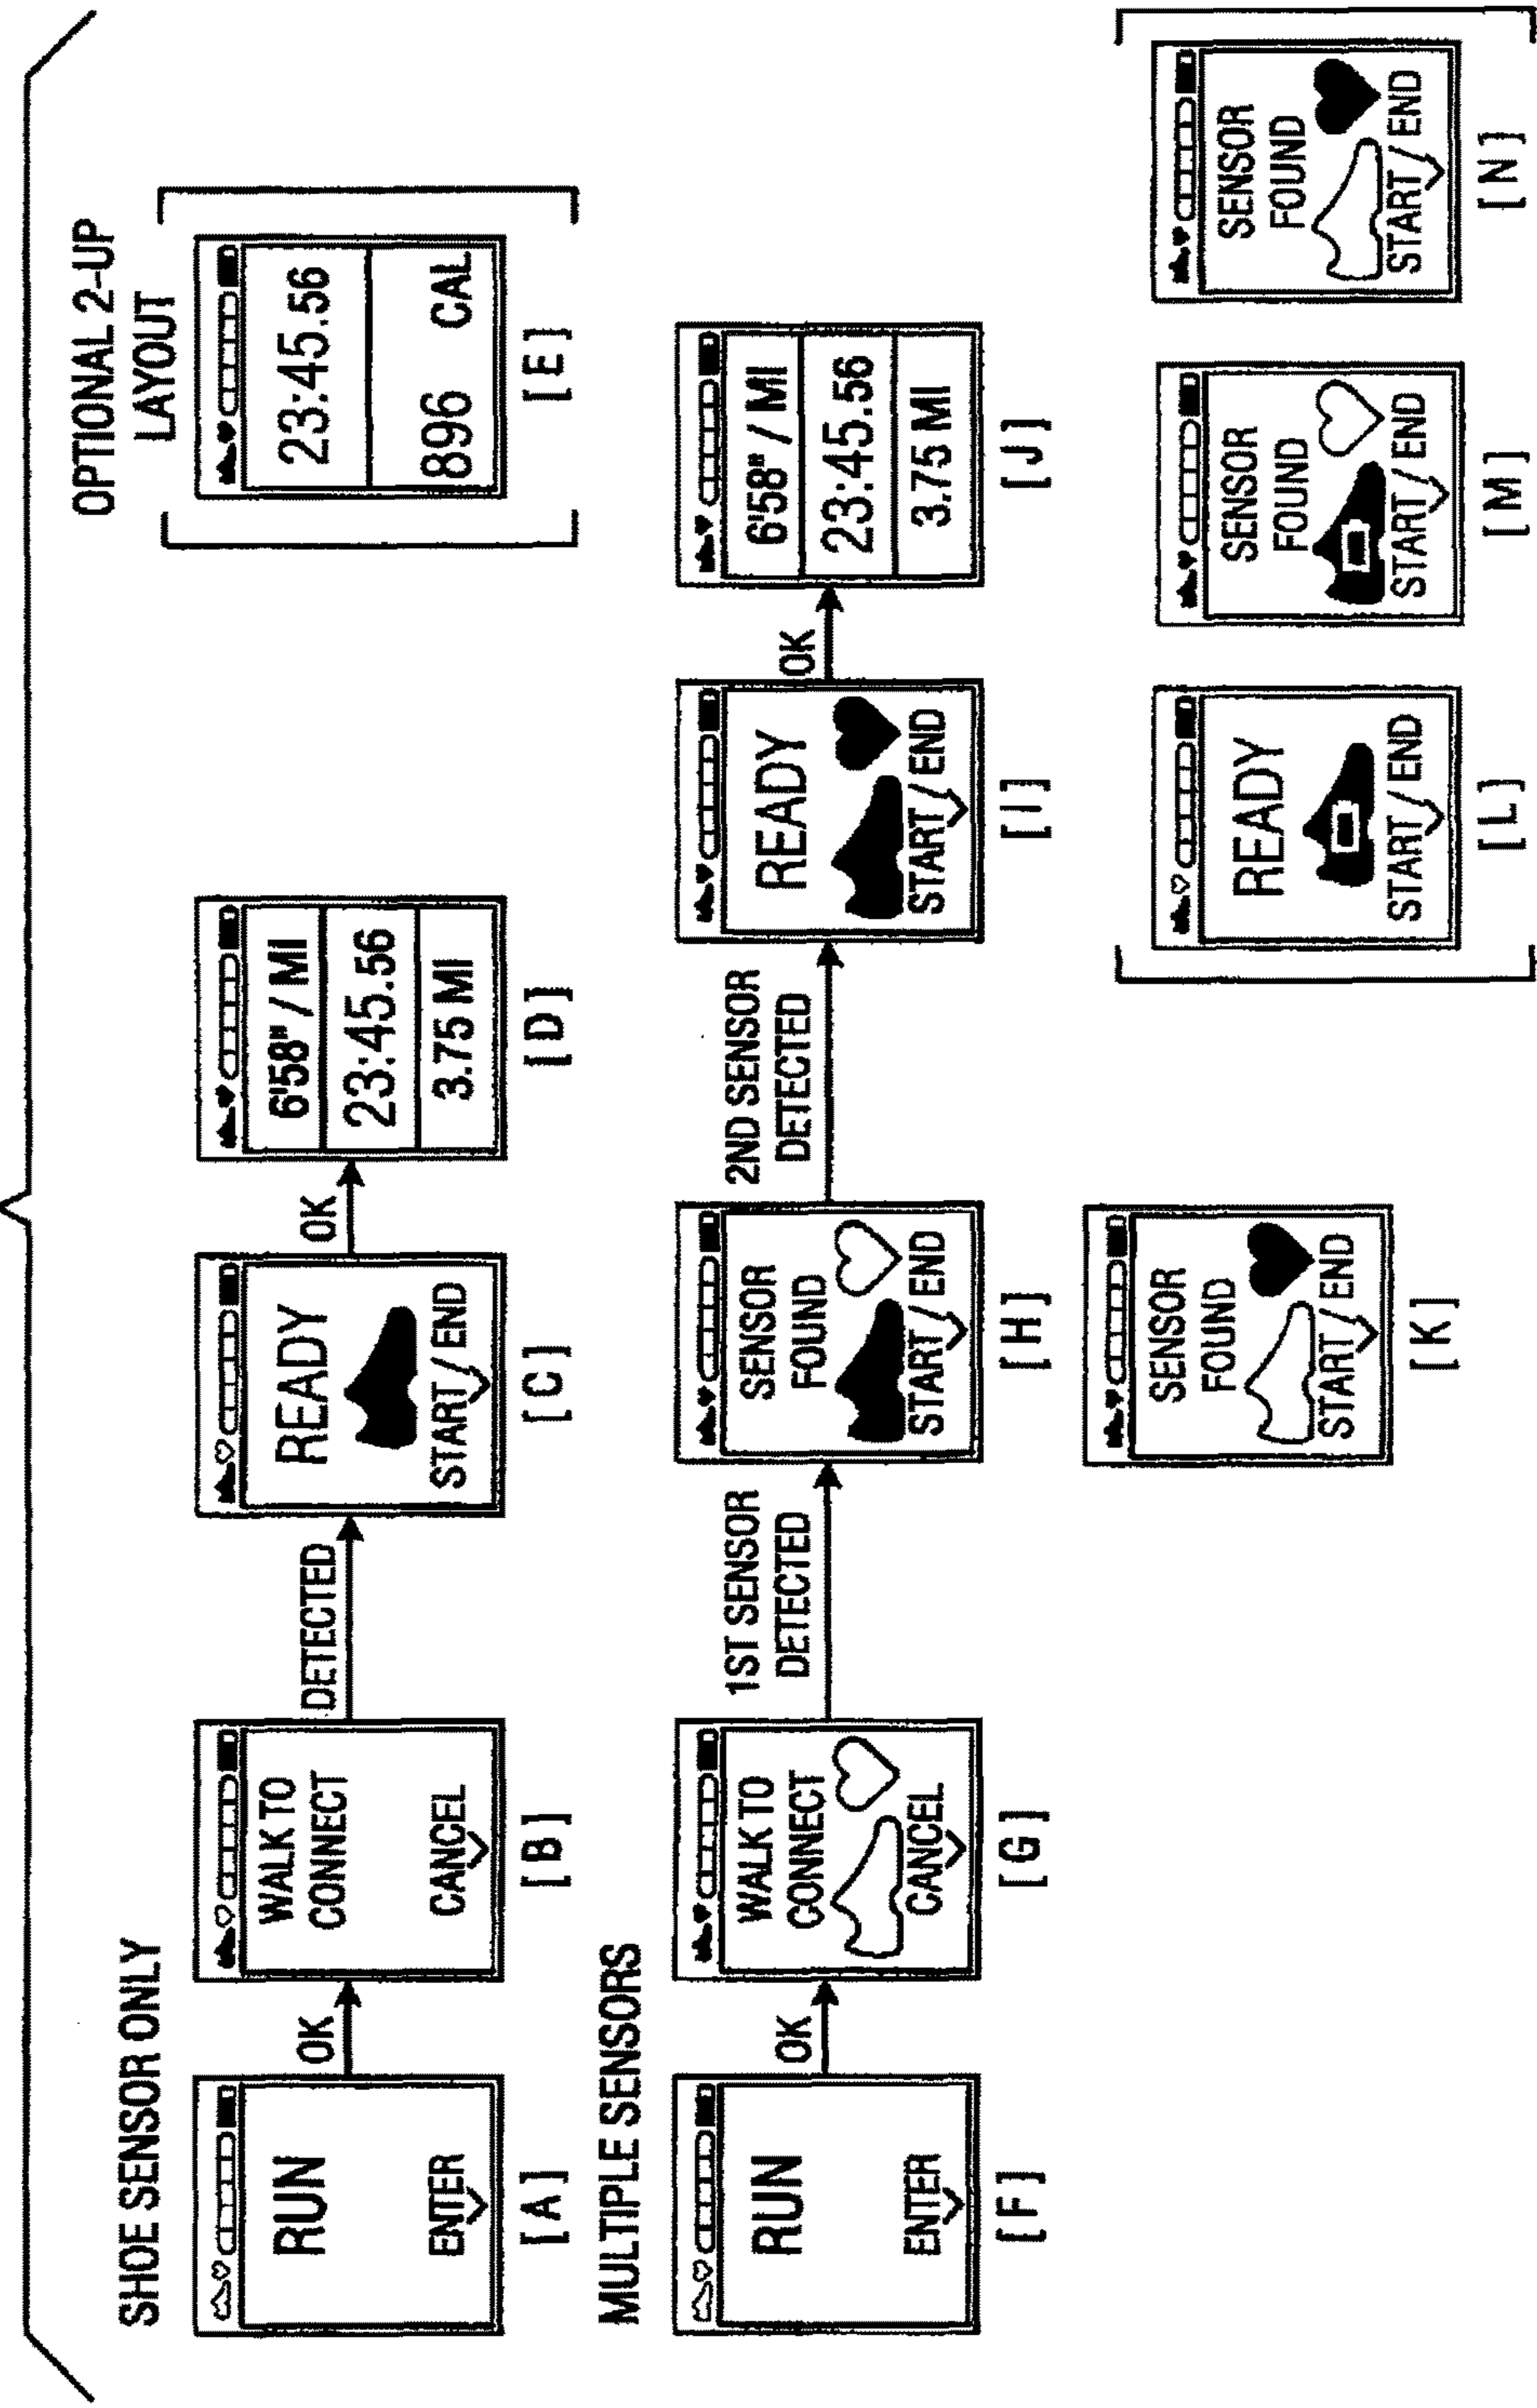 SHOE SENSOR ONLY
RUN
ENTER
[A]
OK
WALK TO
CONNECT
CANCEL
[B]
DETECTED
READY
START / END
[C]
OK
6'58" / MI
23:45.56
3.75 MI
[D]
OPTIONAL 2-UP
LAYOUT
23:45.56
896 CAL
[E]
MULTIPLE SENSORS
RUN
ENTER
[F]
OK
WALK TO
CONNECT
CANCEL
[G]
1ST SENSOR
DETECTED
SENSOR
FOUND
START / END
[H]
2ND SENSOR
DETECTED
READY
START / END
[I]
OK
6'58" / MI
23:45.56
3.75 MI
[J]
SENSOR
FOUND
START / END
[K]
READY
START / END
[L]
SENSOR
FOUND
START / END
[M]
SENSOR
FOUND
START / END
[N]